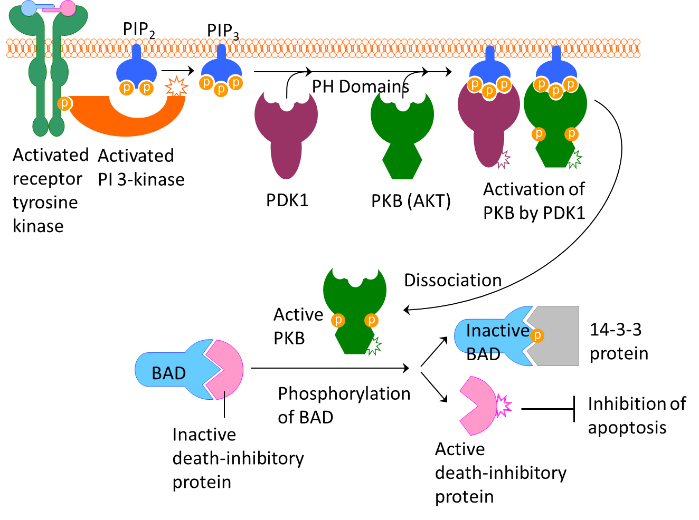 PIP2
PIP3
p p
p p p
p
PH Domains
p p p
p p p
p p
Activated
receptor
tyrosine
kinase
Activated
PI 3-kinase
PDK1
PKB (AKT)
Activation of
PKB by PDK1
Dissociation
Active
PKB
p p
Inactive
BAD
p
14-3-3
protein
BAD
Phosphorylation
of BAD
Inactive
death-inhibitory
protein
Active
death-inhibitory
protein
Inhibition of
apoptosis